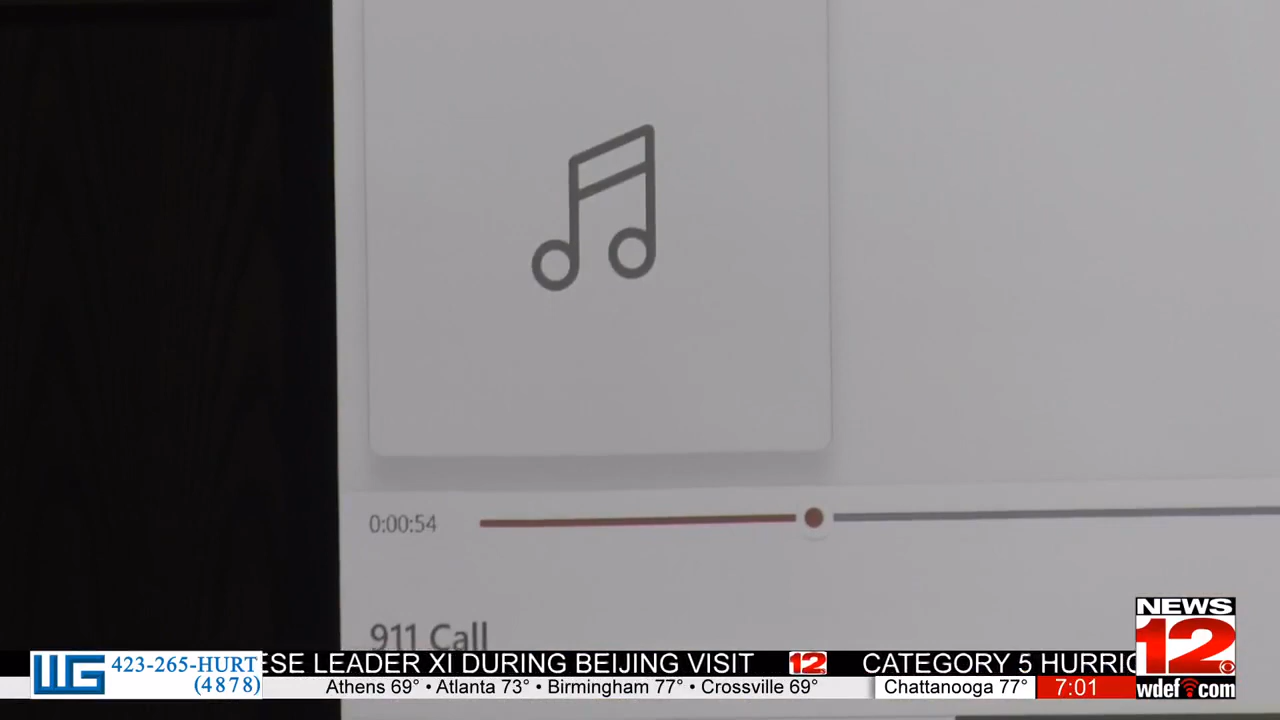 0:00:54
911 Call
NEWS
12
wdef.com
WG
423-265-HURT
(4878)
ESE LEADER XI DURING BEIJING VISIT 12 CATEGORY 5 HURRIC
Athens 69° • Atlanta 73° • Birmingham 77° • Crossville 69°
Chattanooga 77°
7:01